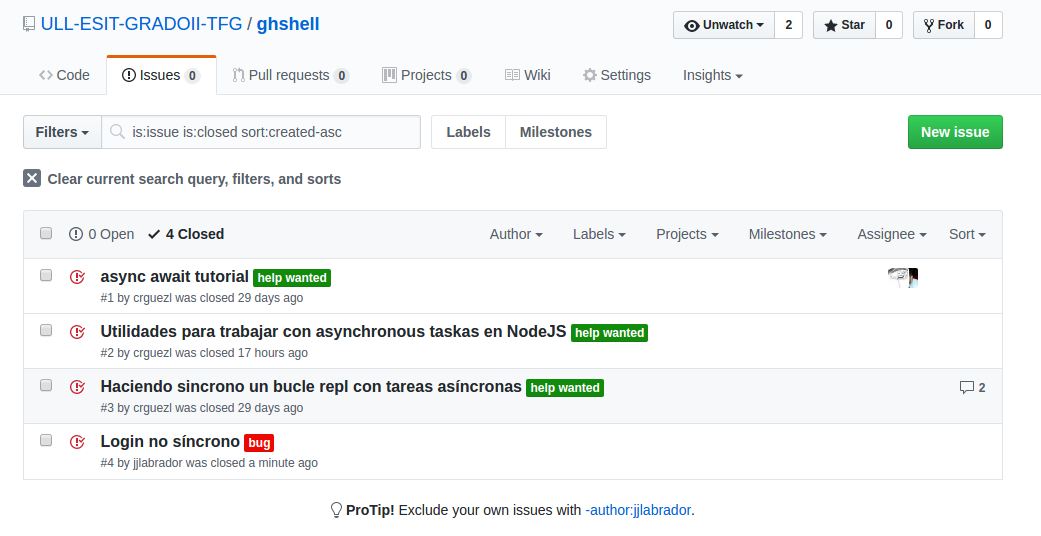 ULL-ESIT-GRADOII-TFG / ghshell
Unwatch 2 Star 0 Fork 0
Code Issues 0 Pull requests 0 Projects 0 Wiki Settings Insights
Filters is:issue is:closed sort:created-asc Labels Milestones New issue
Clear current search query, filters, and sorts
0 Open 4 Closed Author Labels Projects Milestones Assignee Sort
async await tutorial help wanted
#1 by crguezl was closed 29 days ago
Utilidades para trabajar con asynchronous taskas en NodeJS help wanted
#2 by crguezl was closed 17 hours ago
Haciendo sincrono un bucle repl con tareas asíncronas help wanted 2
#3 by crguezl was closed 29 days ago
Login no síncrono bug
#4 by jjlabrador was closed a minute ago
ProTip! Exclude your own issues with -author:jjlabrador.